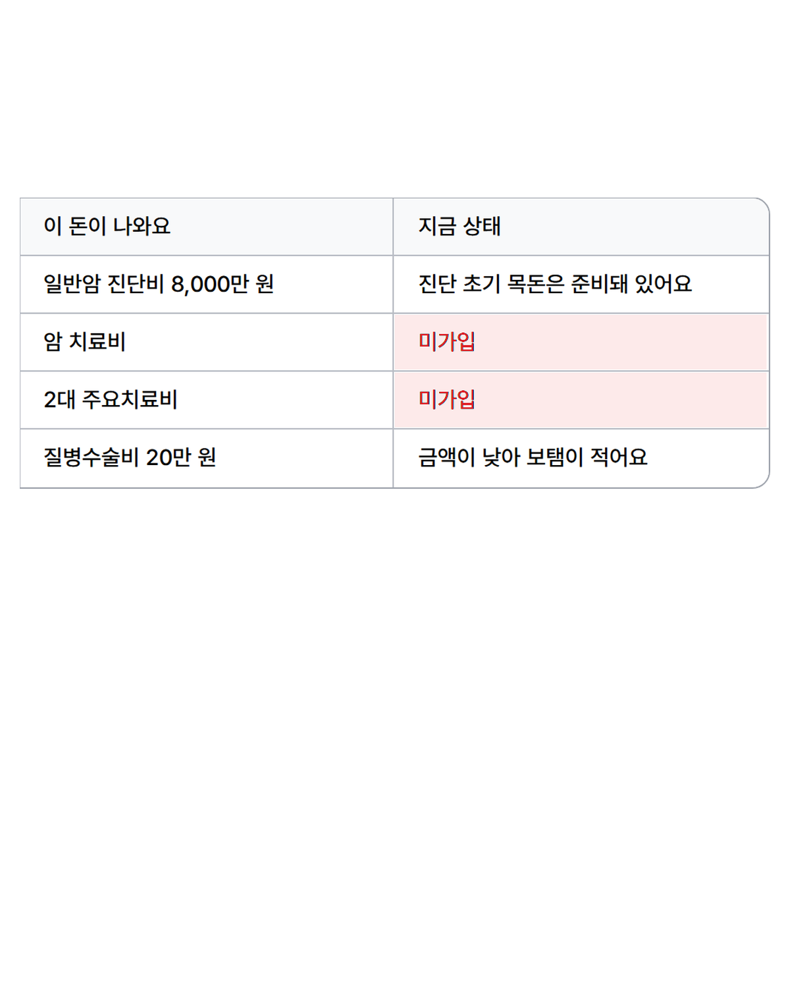 이 돈이 나와요 지금 상태
일반암 진단비 8,000만 원 진단 초기 목돈은 준비돼 있어요
암 치료비 미가입
2대 주요치료비 미가입
질병수술비 20만 원 금액이 낮아 보탬이 적어요